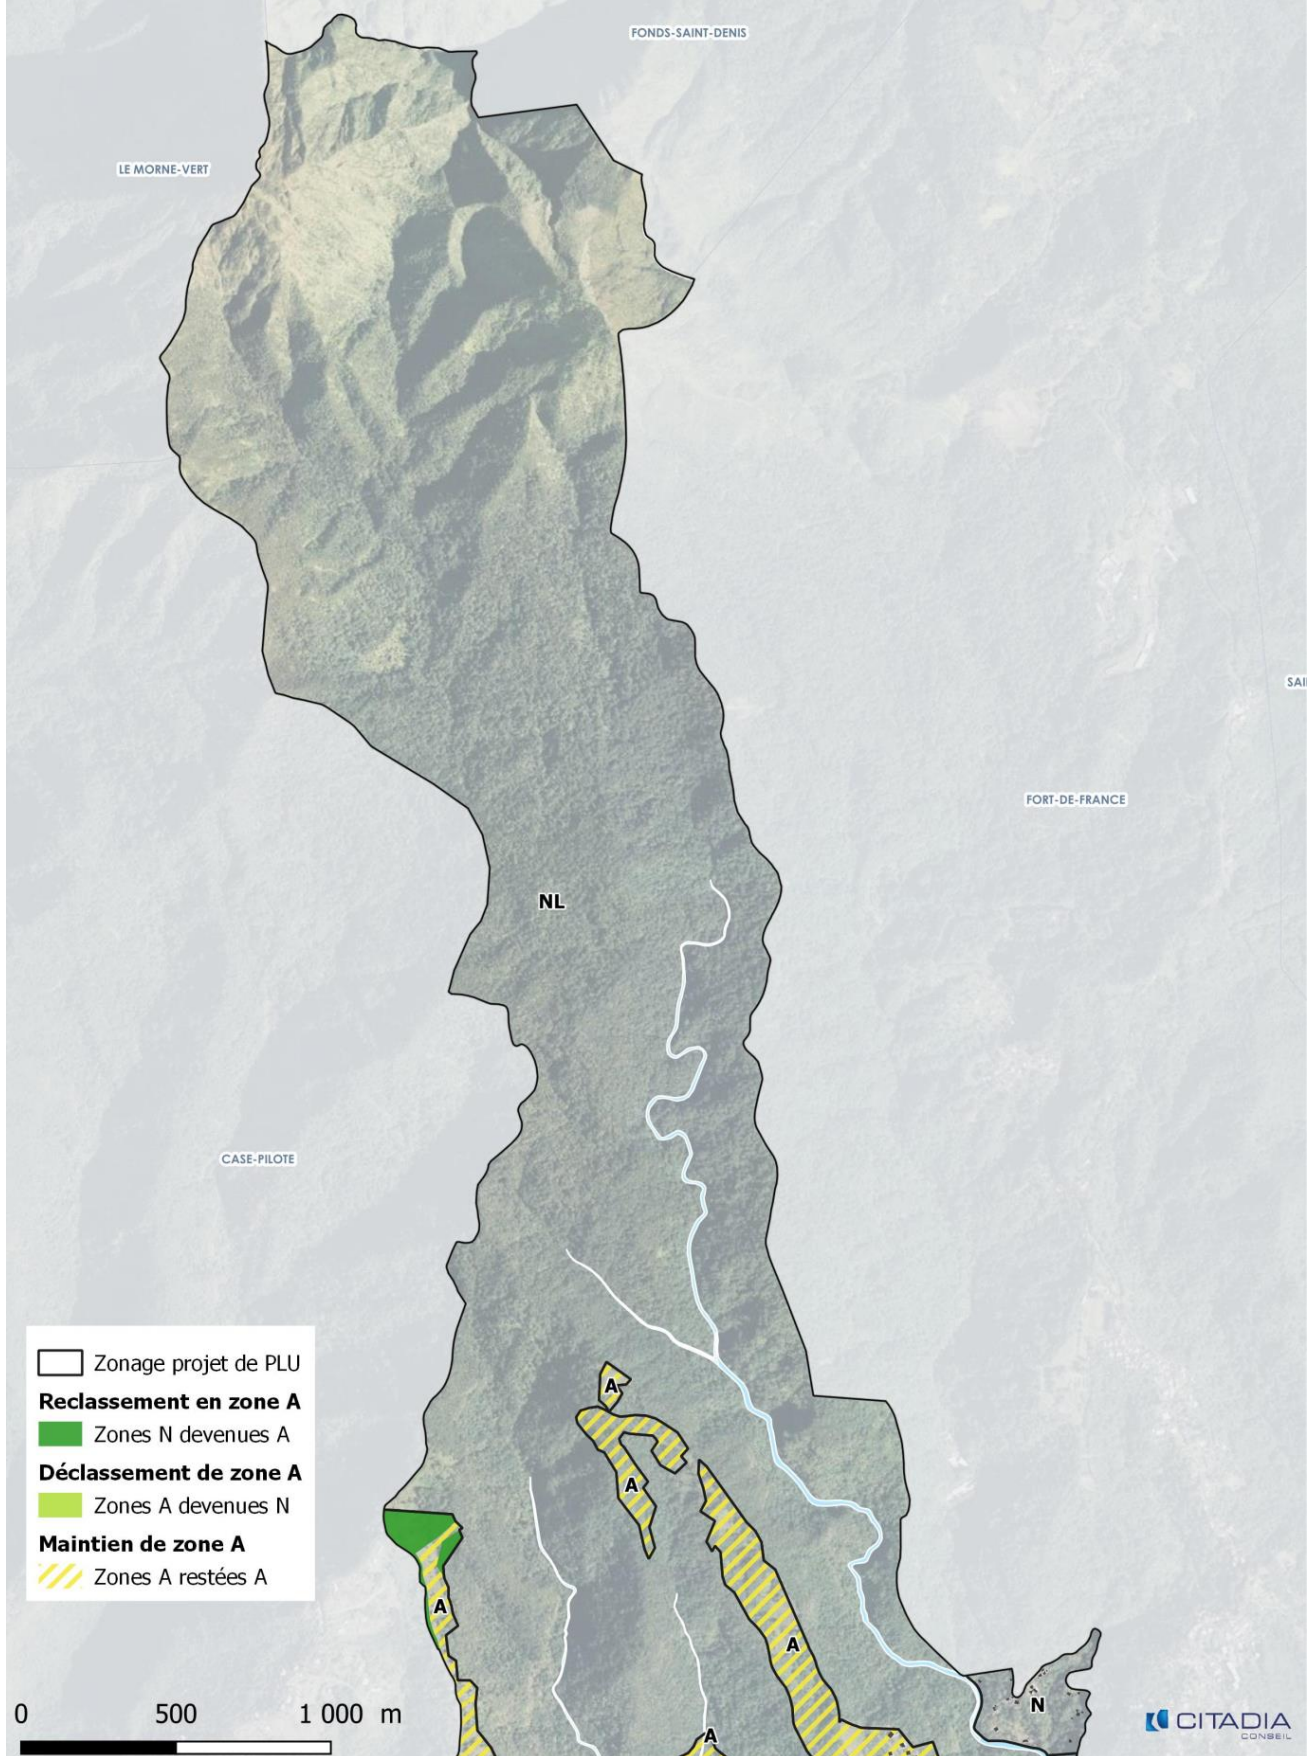 FONDS-SAINT-DENIS
LE MORNE-VERT
SAI
FORT-DE-FRANCE
NL
CASE-PILOTE
Zonage projet de PLU
Reclassement en zone A
Zones N devenues A
Déclassement de zone A
Zones A devenues N
Maintien de zone A
Zones A restées A
A
A
A
A
N
A
0 500 1 000 m
CITADIA
CONSEIL